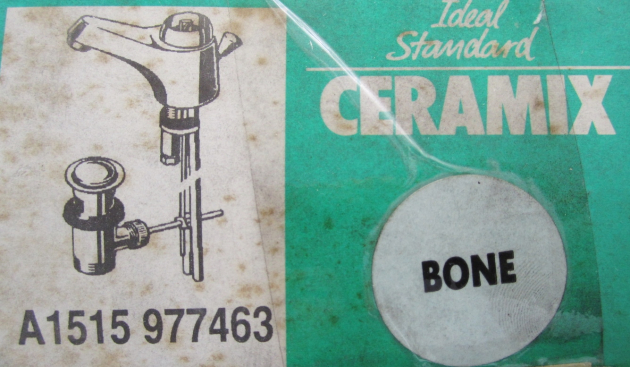 Ideal
Standard
CERAMIX
BONE
A1515 977463